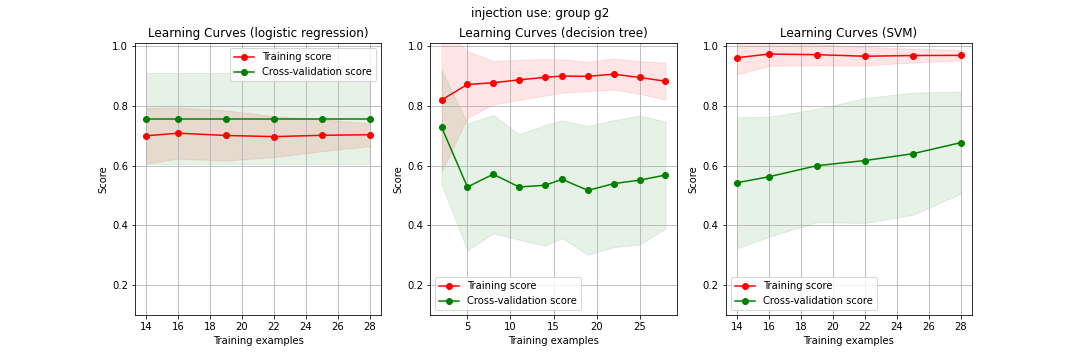 injection use: group g2
Learning Curves (logistic regression)
Training score
Cross-validation score
1.0
0.8
0.6
0.4
0.2
Score
14 16 18 20 22 24 26 28
Training examples
Learning Curves (decision tree)
1.0
0.8
0.6
0.4
0.2
Score
Training score
Cross-validation score
5 10 15 20 25
Training examples
Learning Curves (SVM)
1.0
0.8
0.6
0.4
0.2
Score
Training score
Cross-validation score
14 16 18 20 22 24 26 28
Training examples